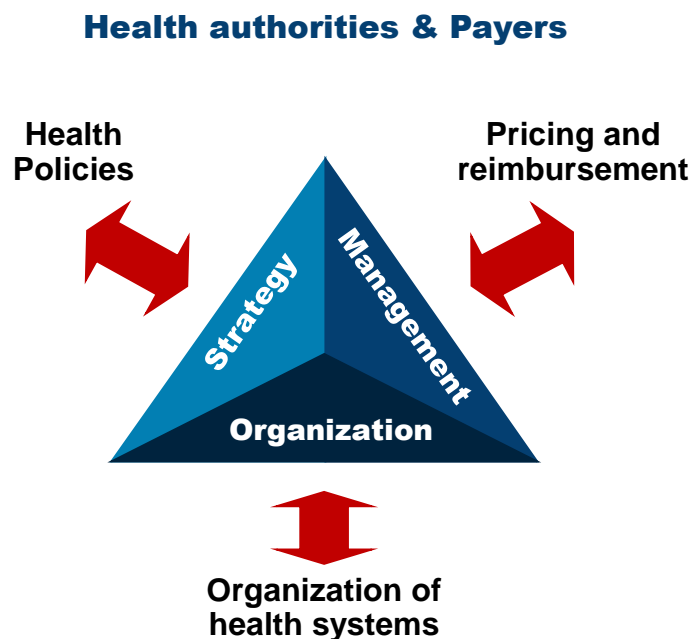 Health authorities & Payers
Health
Policies
Pricing and
reimbursement
Strategy
Management
Organization
Organization of
health systems